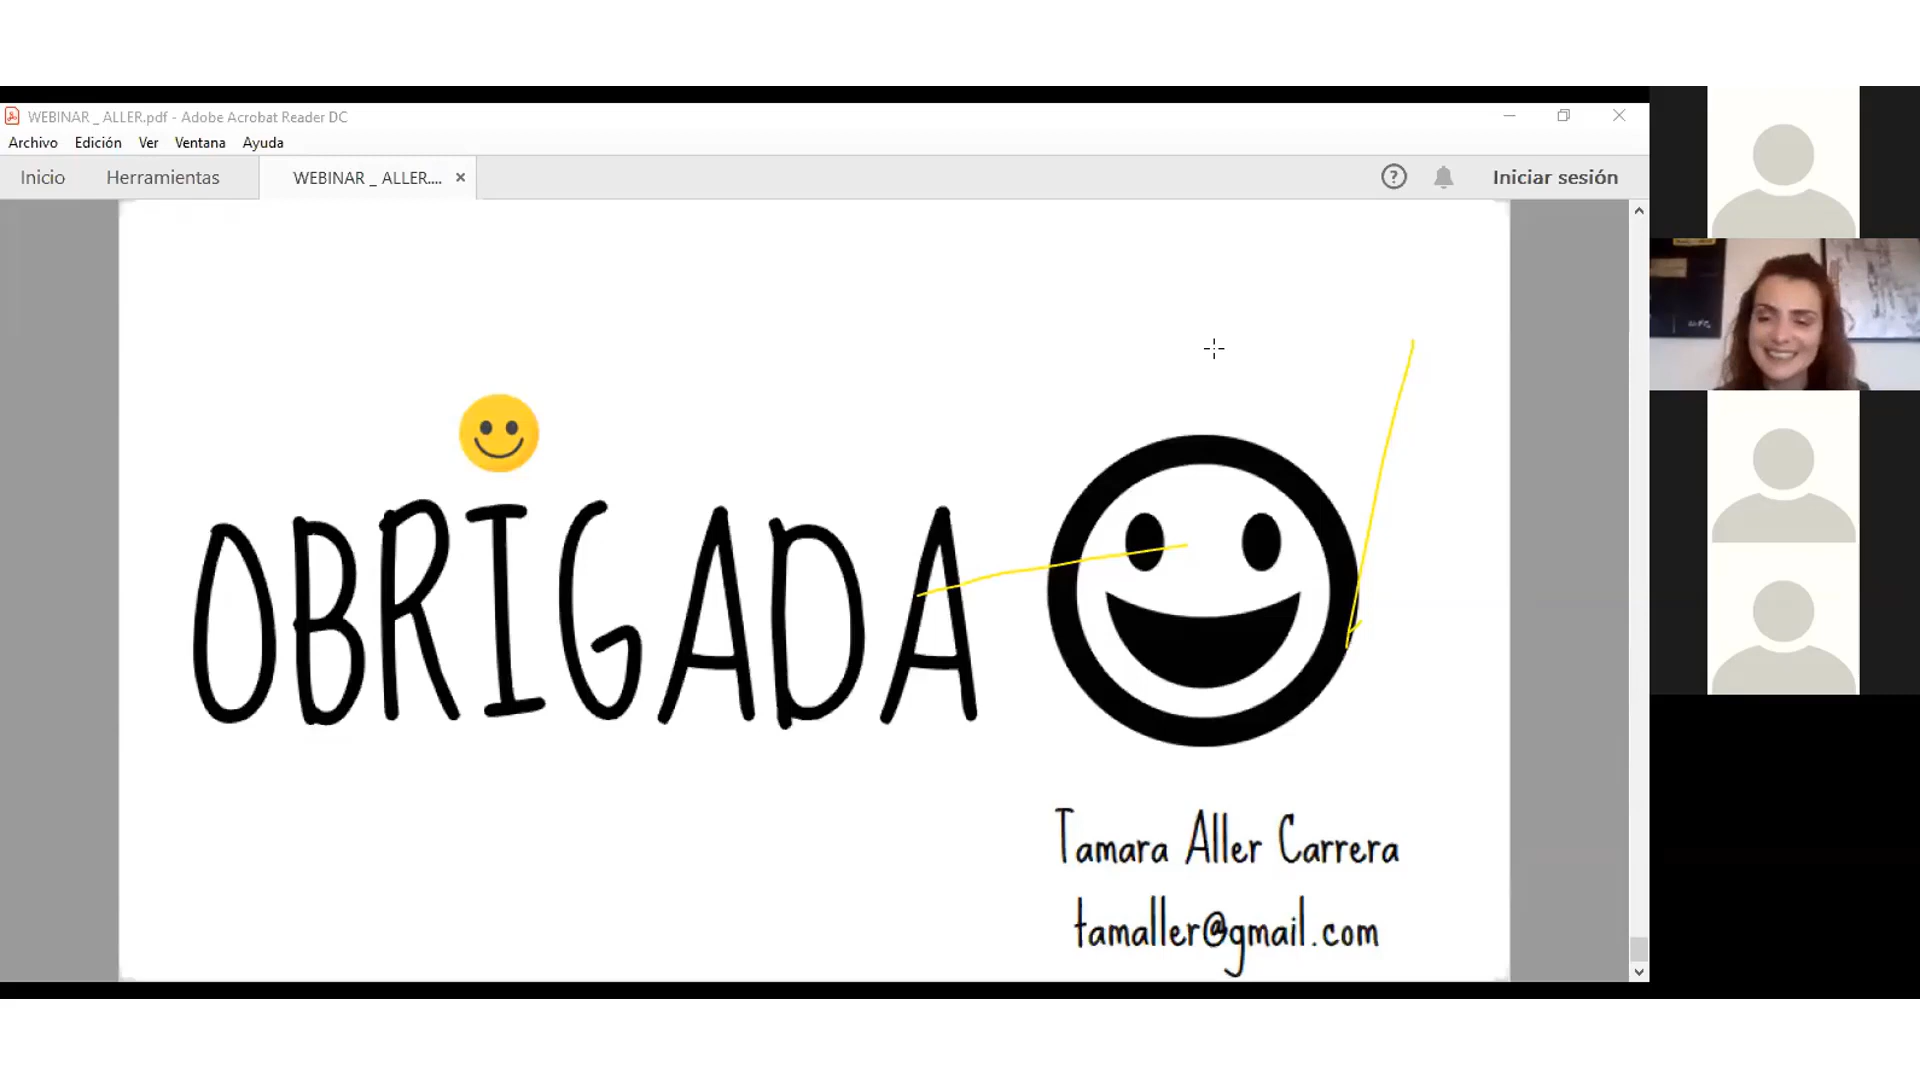 WEBINAR _ ALLER.pdf - Adobe Acrobat Reader DC
Archivo Edición Ver Ventana Ayuda
Inicio Herramientas WEBINAR _ ALLER.... × ? Iniciar sesión
OBRIGADA
Tamara Aller Carrera
tamaller@gmail.com